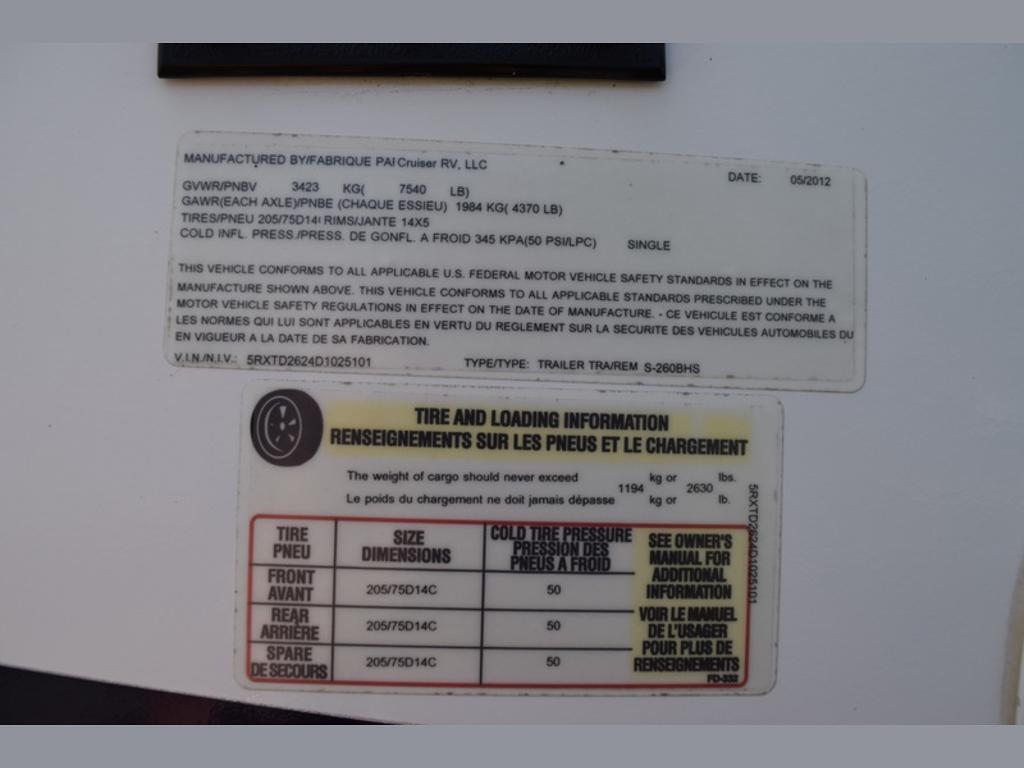 MANUFACTURED BY/FABRIQUE PAI Cruiser RV, LLC
DATE: 05/2012
GVWR/PNBV 3423 KG( 7540 LB)
GAWR(EACH AXLE)/PNBE (CHAQUE ESSIEU) 1984 KG( 4370 LB)
TIRES/PNEU 205/75D14( RIMS/JANTE 14X5
COLD INFL. PRESS./PRESS. DE GONFL. A FROID 345 KPA(50 PSI/LPC) SINGLE
THIS VEHICLE CONFORMS TO ALL APPLICABLE U.S. FEDERAL MOTOR VEHICLE SAFETY STANDARDS IN EFFECT ON THE
MANUFACTURE SHOWN ABOVE. THIS VEHICLE CONFORMS TO ALL APPLICABLE STANDARDS PRESCRIBED UNDER THE
MOTOR VEHICLE SAFETY REGULATIONS IN EFFECT ON THE DATE OF MANUFACTURE. - CE VEHICULE EST CONFORME A
LES NORMES QUI LUI SONT APPLICABLES EN VERTU DU REGLEMENT SUR LA SECURITE DES VEHICULES AUTOMOBILES DU
EN VIGUEUR A LA DATE DE SA FABRICATION.
V.I.N./N.I.V.: 5RXTD2624D1025101 TYPE/TYPE: TRAILER TRA/REM S-260BHS
TIRE AND LOADING INFORMATION
RENSEIGNEMENTS SUR LES PNEUS ET LE CHARGEMENT
The weight of cargo should never exceed 1194 kg or 2630 lbs.
Le poids du chargement ne doit jamais dépasse kg or lb.
5RXTD2624D1025101
TIRE
PNEU
SIZE
DIMENSIONS
COLD TIRE PRESSURE
PRESSION DES
PNEUS A FROID
FRONT
AVANT
205/75D14C 50
REAR
ARRIÈRE
205/75D14C 50
SPARE
DE SECOURS
205/75D14C 50
SEE OWNER'S
MANUAL FOR
ADDITIONAL
INFORMATION
VOIR LE MANUEL
DE L'USAGER
POUR PLUS DE
RENSEIGNEMENTS
FD-332